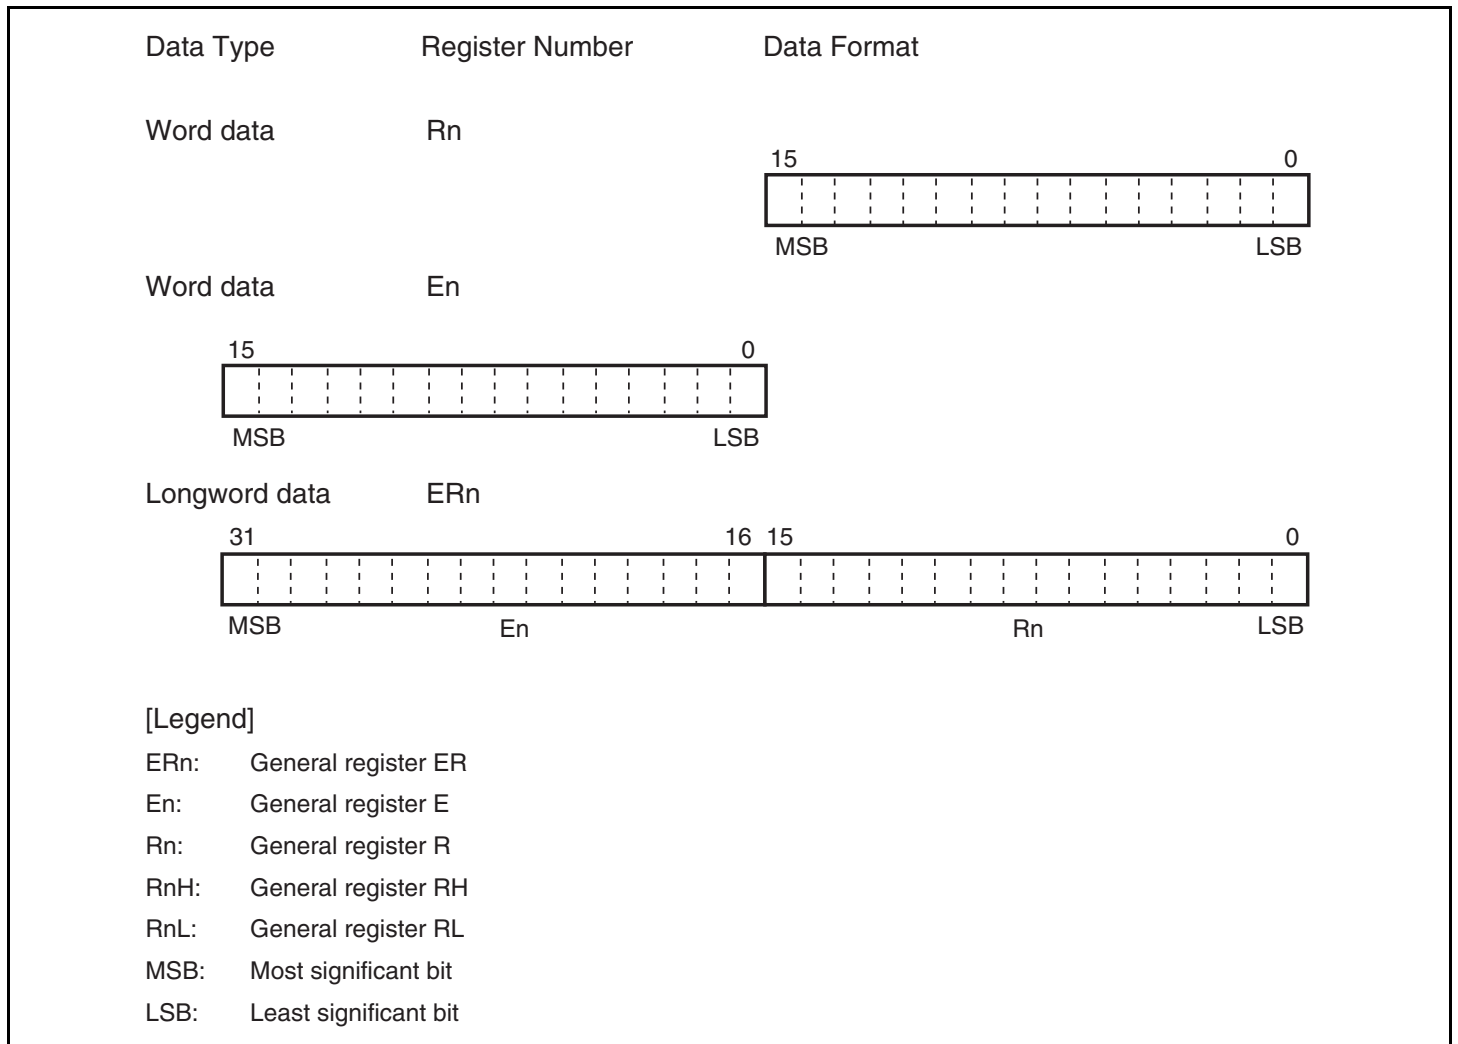 Data Type Register Number Data Format
Word data Rn
15 0
MSB LSB
Word data En
15 0
MSB LSB
Longword data ERn
31 16 15 0
MSB En Rn LSB
[Legend]
ERn: General register ER
En: General register E
Rn: General register R
RnH: General register RH
RnL: General register RL
MSB: Most significant bit
LSB: Least significant bit